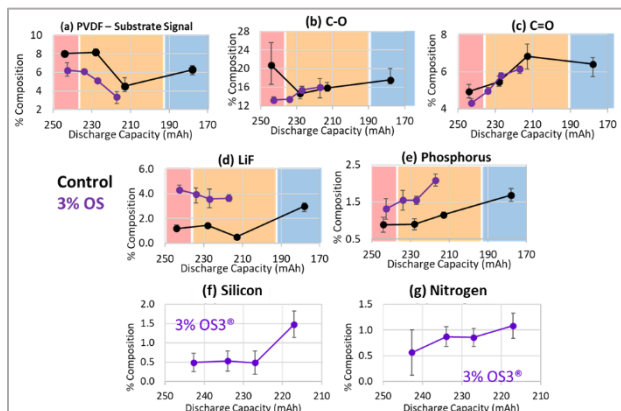 (a) PVDF – Substrate Signal
(b) C-O
(c) C=O
% Composition
10
8
6
4
2
250 230 210 190 170
Discharge Capacity (mAh)
% Composition
28
24
20
16
12
250 230 210 190 170
Discharge Capacity (mAh)
% Composition
8
6
4
250 230 210 190 170
Discharge Capacity (mAh)
Control
3% OS
(d) LiF
% Composition
6.0
4.0
2.0
0.0
250 230 210 190 170
Discharge Capacity (mAh)
(e) Phosphorus
% Composition
2.5
1.5
0.5
250 230 210 190 170
Discharge Capacity (mAh)
(f) Silicon
% Composition
2.0
1.5
1.0
0.5
0.0
3% OS3®
250 240 230 220 210
Discharge Capacity (mAh)
(g) Nitrogen
% Composition
1.5
1.0
0.5
0.0
3% OS3®
250 240 230 220 210
Discharge Capacity (mAh)